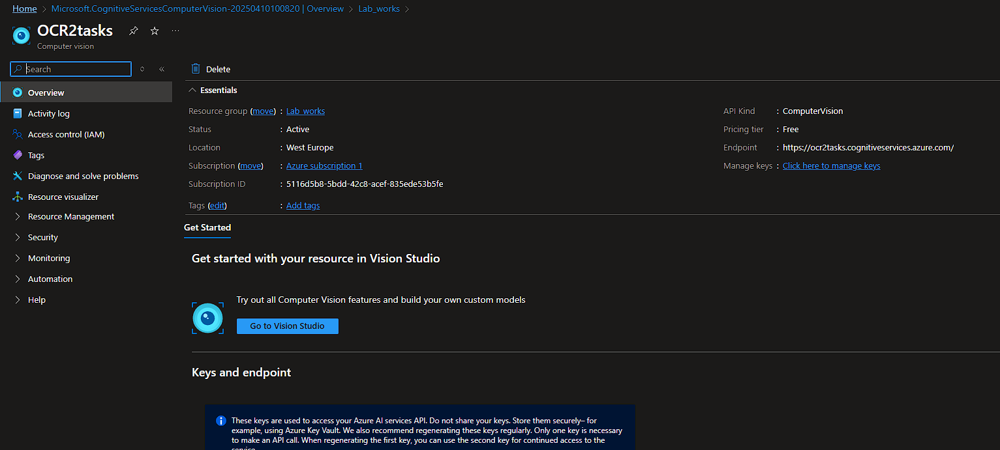 Home > Microsoft.CognitiveServicesComputerVision-20250410100820 | Overview > Lab_works >
OCR2tasks
Computer vision
Search
Overview
Activity log
Access control (IAM)
Tags
Diagnose and solve problems
Resource visualizer
Resource Management
Security
Monitoring
Automation
Help
Delete
Essentials
Resource group (move) : Lab_works
Status : Active
Location : West Europe
Subscription (move) : Azure subscription 1
Subscription ID : 5116d5b8-5bdd-42c8-acef-835ede53b5fe
Tags (edit) : Add tags
API Kind : ComputerVision
Pricing tier : Free
Endpoint : https://ocr2tasks.cognitiveservices.azure.com/
Manage keys : Click here to manage keys
Get Started
Get started with your resource in Vision Studio
Try out all Computer Vision features and build your own custom models
Go to Vision Studio
Keys and endpoint
These keys are used to access your Azure AI services API. Do not share your keys. Store them securely– for
example, using Azure Key Vault. We also recommend regenerating these keys regularly. Only one key is necessary
to make an API call. When regenerating the first key, you can use the second key for continued access to the
service.